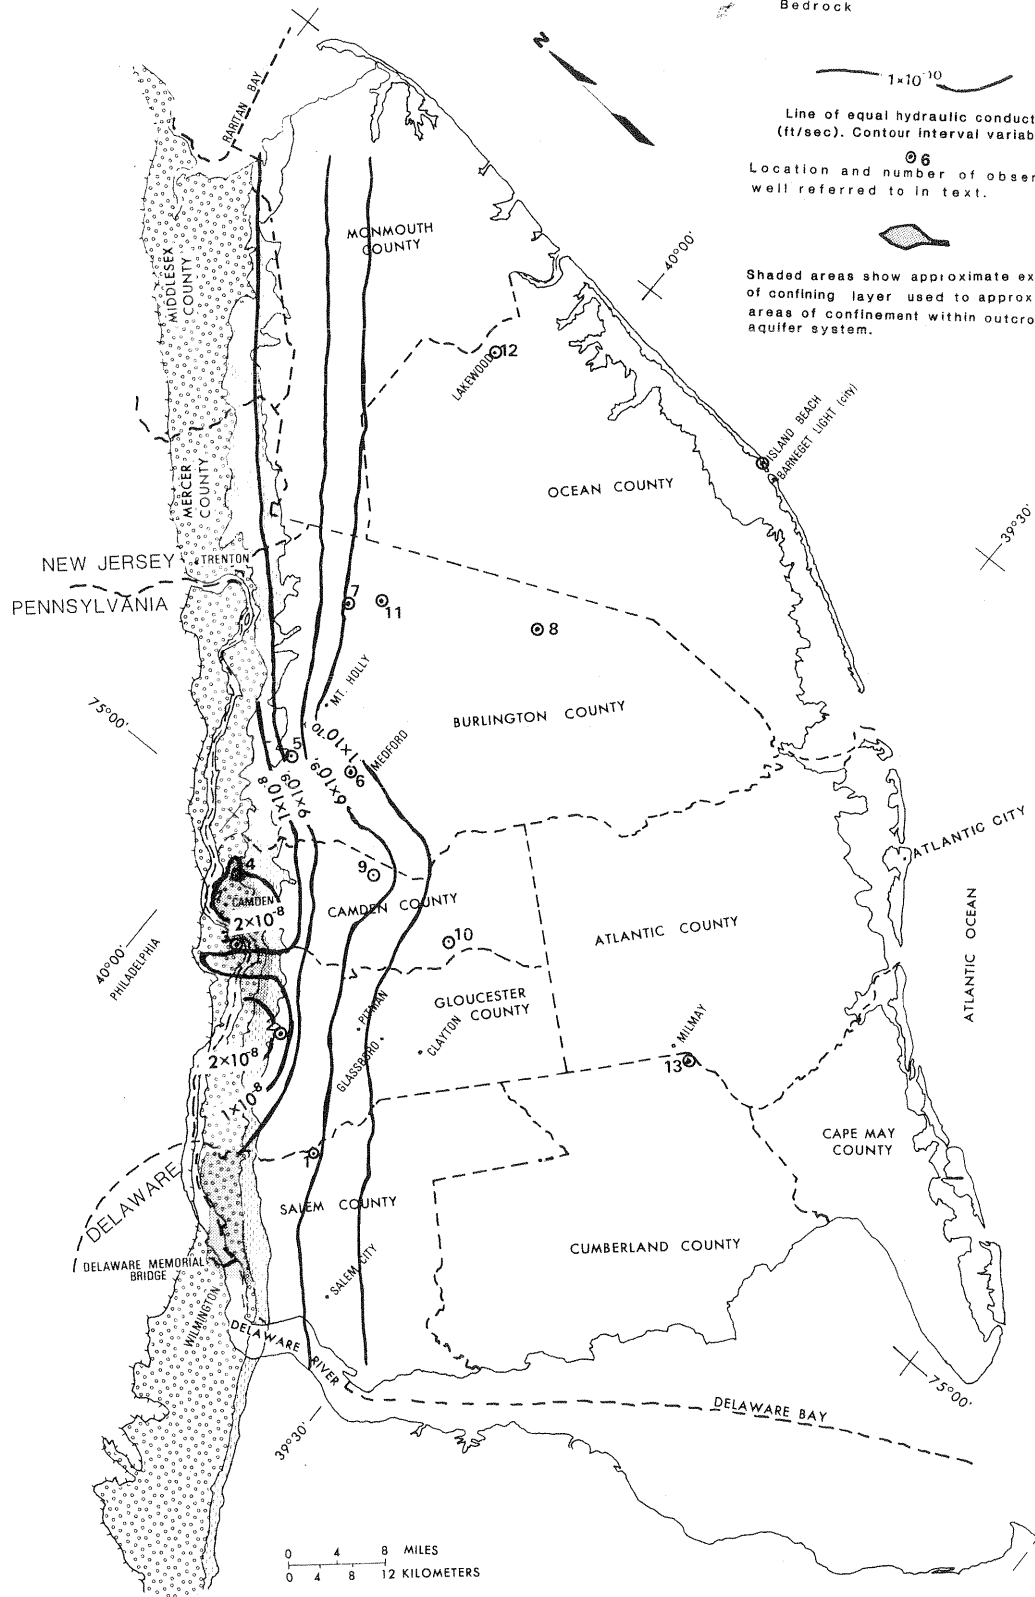 Bedrock
N
1×10⁻¹⁰
Line of equal hydraulic conduct
(ft/sec). Contour interval variab
6
Location and number of obser
well referred to in text.
Shaded areas show approximate ex
of confining layer used to approx
areas of confinement within outcro
aquifer system.
RARITAN BAY
MONMOUTH
COUNTY
MIDDLESEX
COUNTY
40°00'
12
LAKEWOOD
ISLAND BEACH
BARNEGET LIGHT (city)
MERCER
COUNTY
OCEAN COUNTY
39°30'
NEW JERSEY
TRENTON
PENNSYLVANIA
7
11
8
MT. HOLLY
75°00'
BURLINGTON COUNTY
1×10⁻¹⁰
5
MEDFORD
6
6×10⁻⁹
9×10⁻⁹
1×10⁻⁸
ATLANTIC CITY
4
9
CAMDEN
2×10⁻⁸
CAMDEN COUNTY
3
10
ATLANTIC COUNTY
ATLANTIC OCEAN
40°00'
PHILADELPHIA
GLOUCESTER
COUNTY
PITMAN
CLAYTON
GLASSBORO
MILMAY
13
2
2×10⁻⁸
1×10⁻⁸
CAPE MAY
COUNTY
1
DELAWARE
SALEM COUNTY
CUMBERLAND COUNTY
DELAWARE MEMORIAL
BRIDGE
SALEM CITY
WILMINGTON
DELAWARE RIVER
75°00'
DELAWARE BAY
39°30'
0 4 8 MILES
0 4 8 12 KILOMETERS